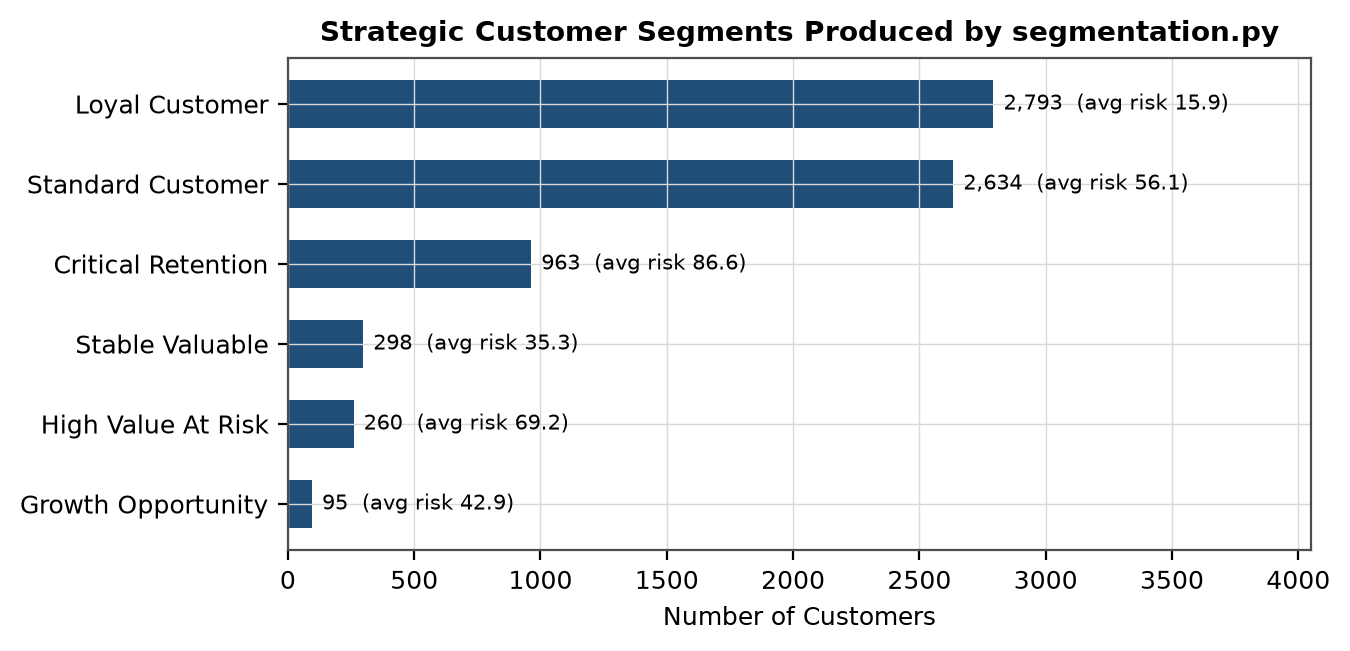 Strategic Customer Segments Produced by segmentation.py
Loyal Customer 2,793 (avg risk 15.9)
Standard Customer 2,634 (avg risk 56.1)
Critical Retention 963 (avg risk 86.6)
Stable Valuable 298 (avg risk 35.3)
High Value At Risk 260 (avg risk 69.2)
Growth Opportunity 95 (avg risk 42.9)
0 500 1000 1500 2000 2500 3000 3500 4000
Number of Customers